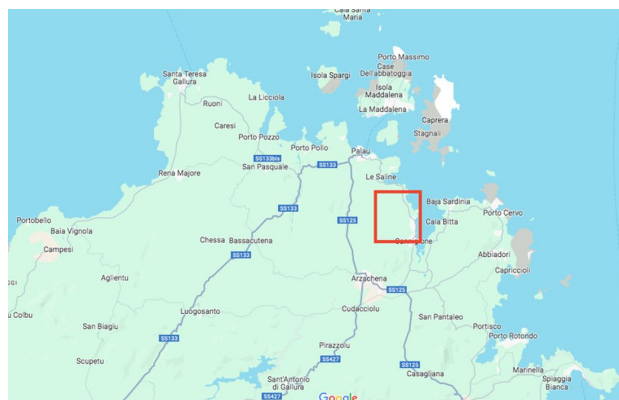 Cala Santa
Maria
Porto Massimo
Case
Dell'abbatoggia
Isola Spargi
Santa Teresa
Gallura
Isola
Maddalena
La Licciola
Ruoni
La Maddalena
Caprera
Caresi
Stagnali
Porto Pozzo
Porto Pollo
Palau
SS133bis
SS133
San Pasquale
Rena Majore
Le Saline
Baja Sardinia
Porto Cervo
SS133
Portobello
SS125
Cala Bitta
Baia Vignola
Chessa
Bassacutena
Cannigione
Campesi
SS133
Abbiadori
Capriccioli
Aglientu
Arzachena
SS125
Luogosanto
Cudacciolu
u Colbu
San Pantaleo
San Biagiu
Portisco
SS133
Porto Rotondo
Pirazzolu
Scupetu
SS427
SS125
Marinella
Casagliana
Sant'Antonio
di Gallura
Spiaggia
Bianca
SS427
Google